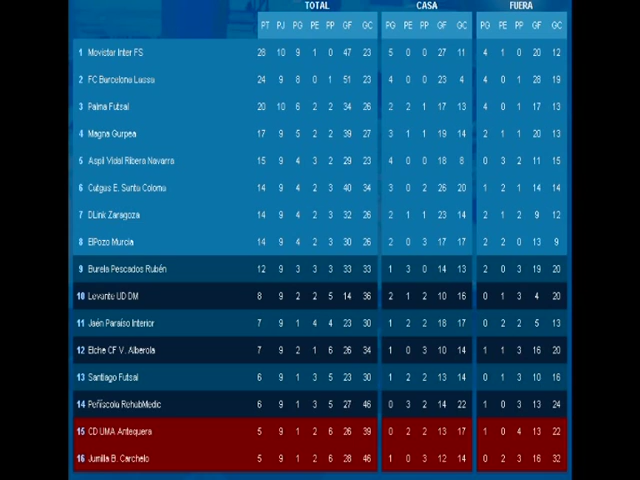 TOTAL CASA FUERA
PT PJ PG PE PP GF GC PG PE PP GF GC PG PE PP GF GC
1 Movistar Inter FS 28 10 9 1 0 47 23 5 0 0 27 11 4 1 0 20 12
2 FC Barcelona Lassa 24 9 8 0 1 51 23 4 0 0 23 4 4 0 1 28 19
3 Palma Futsal 20 10 6 2 2 34 26 2 2 1 17 13 4 0 1 17 13
4 Magna Gurpea 17 9 5 2 2 39 27 3 1 1 19 14 2 1 1 20 13
5 Aspil Vidal Ribera Navarra 15 9 4 3 2 29 23 4 0 0 18 8 0 3 2 11 15
6 Catgas E. Santa Coloma 14 9 4 2 3 40 34 3 0 2 26 20 1 2 1 14 14
7 DLink Zaragoza 14 9 4 2 3 32 26 2 1 1 23 14 2 1 2 9 12
8 ElPozo Murcia 14 9 4 2 3 30 26 2 0 3 17 17 2 2 0 13 9
9 Burela Pescados Rubén 12 9 3 3 3 33 33 1 3 0 14 13 2 0 3 19 20
10 Levante UD DM 8 9 2 2 5 14 36 2 1 2 10 16 0 1 3 4 20
11 Jaén Paraíso Interior 7 9 1 4 4 23 30 1 2 2 18 17 0 2 2 5 13
12 Elche CF V. Alberola 7 9 2 1 6 26 34 1 0 3 10 14 1 1 3 16 20
13 Santiago Futsal 6 9 1 3 5 23 30 1 2 2 13 14 0 1 3 10 16
14 Peñíscola RehabMedic 6 9 1 3 5 27 46 0 3 2 14 22 1 0 3 13 24
15 CD UMA Antequera 5 9 1 2 6 26 39 0 2 2 13 17 1 0 4 13 22
16 Jumilla B. Carchelo 5 9 1 2 6 28 46 1 0 3 12 14 0 2 3 16 32